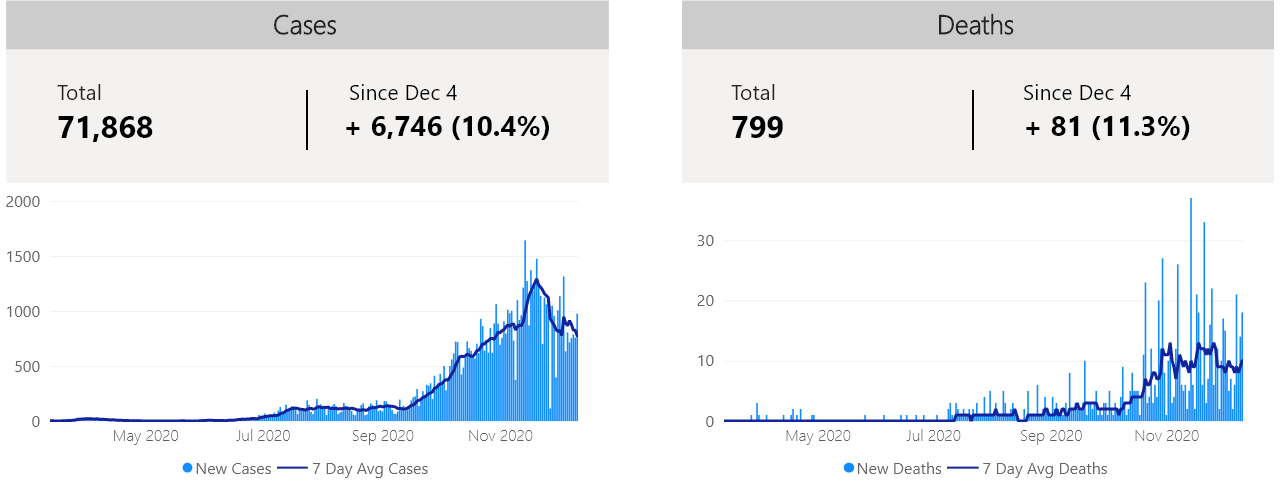 Cases
Total
71,868
Since Dec 4
+ 6,746 (10.4%)
2000
1500
1000
500
0
May 2020 Jul 2020 Sep 2020 Nov 2020
New Cases 7 Day Avg Cases
Deaths
Total
799
Since Dec 4
+ 81 (11.3%)
30
20
10
0
May 2020 Jul 2020 Sep 2020 Nov 2020
New Deaths 7 Day Avg Deaths